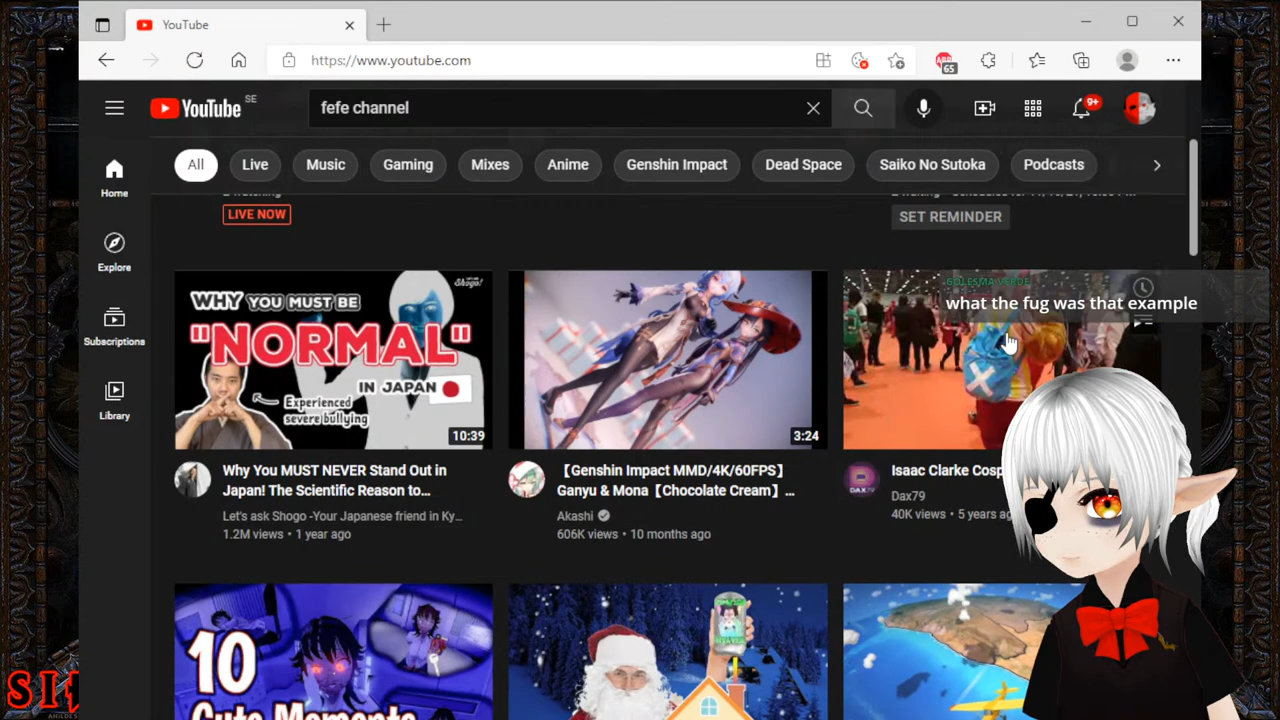 YouTube
https://www.youtube.com
65
YouTube SE
fefe channel
9+
All
Live
Music
Gaming
Mixes
Anime
Genshin Impact
Dead Space
Saiko No Sutoka
Podcasts
Home
Explore
Subscriptions
Library
LIVE NOW
SET REMINDER
GOLESMA VERDE
what the fug was that example
WHY YOU MUST BE
"NORMAL"
IN JAPAN
Experienced
severe bullying
Shogo!
10:39
3:24
Why You MUST NEVER Stand Out in
Japan! The Scientific Reason to...
Let's ask Shogo -Your Japanese friend in Ky...
1.2M views • 1 year ago
【Genshin Impact MMD/4K/60FPS】
Ganyu & Mona【Chocolate Cream】...
Akashi
606K views • 10 months ago
Isaac Clarke Cosp
Dax79
40K views • 5 years ag
DAX79
10
Cute Moments